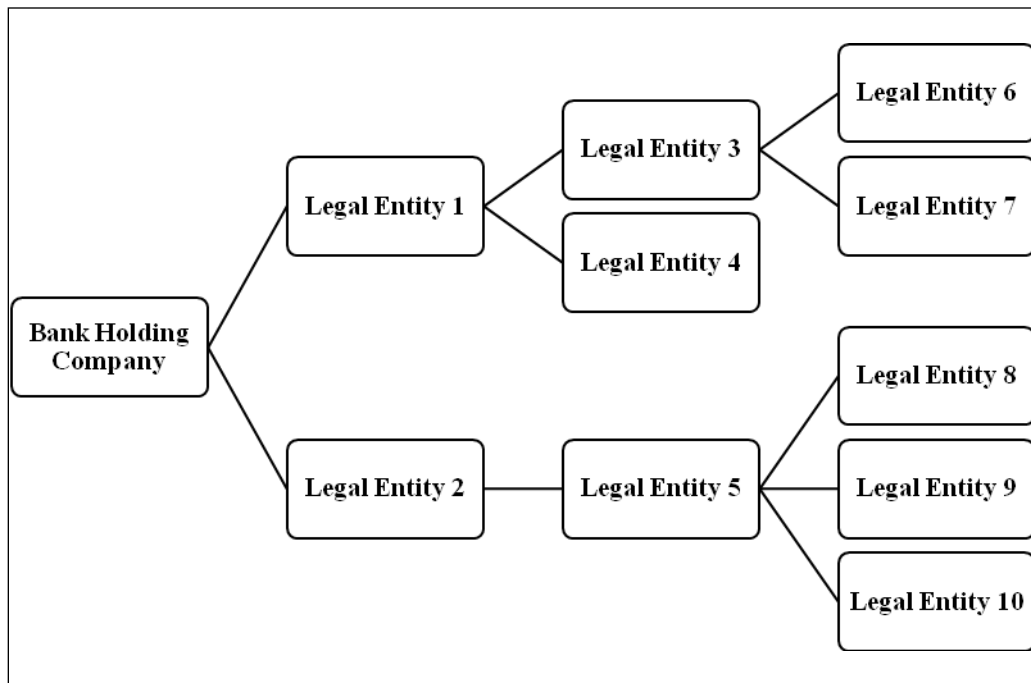 Legal Entity 6
Legal Entity 3
Legal Entity 1
Legal Entity 7
Legal Entity 4
Bank Holding
Company
Legal Entity 8
Legal Entity 2
Legal Entity 5
Legal Entity 9
Legal Entity 10